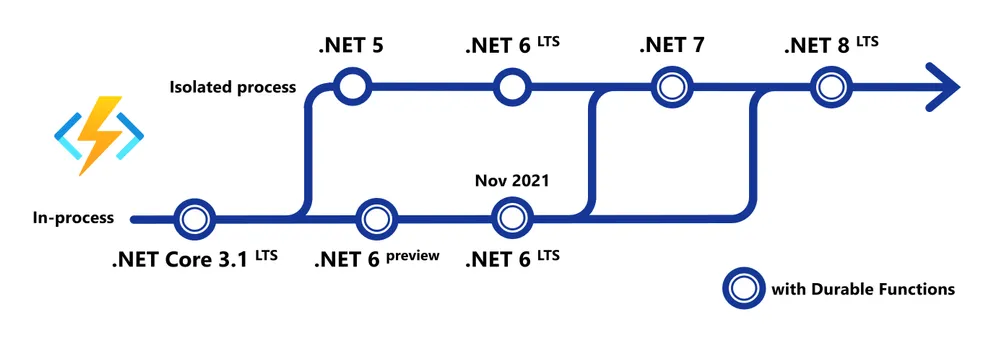 .NET 5
.NET 6 LTS
.NET 7
.NET 8 LTS
Isolated process
Nov 2021
In-process
.NET Core 3.1 LTS
.NET 6 preview
.NET 6 LTS
with Durable Functions